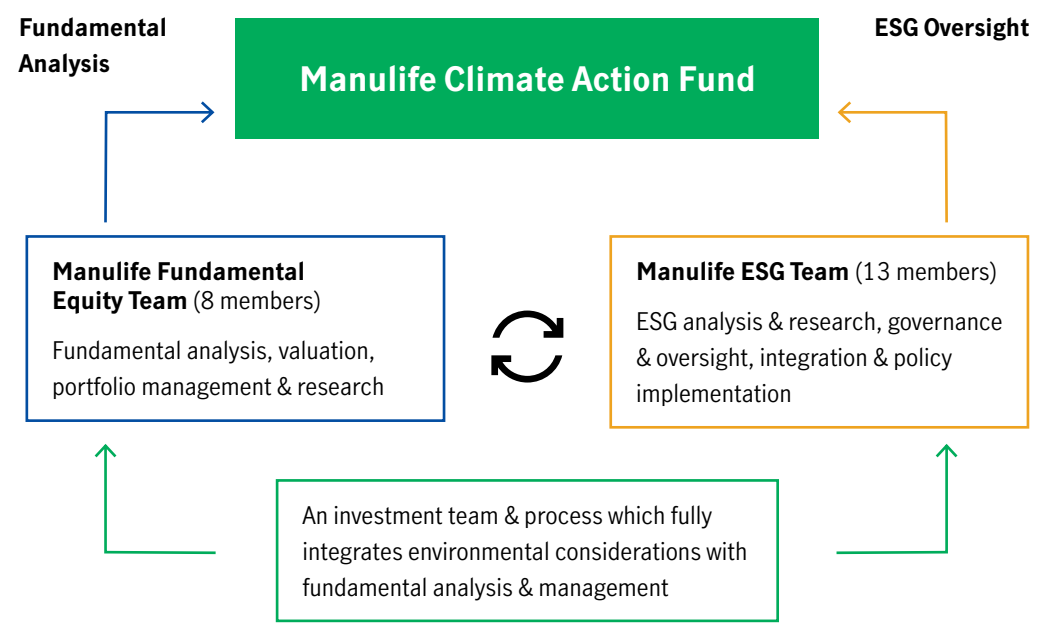 Fundamental
Analysis
Manulife Climate Action Fund
ESG Oversight
Manulife Fundamental
Equity Team (8 members)
Fundamental analysis, valuation,
portfolio management & research
Manulife ESG Team (13 members)
ESG analysis & research, governance
& oversight, integration & policy
implementation
An investment team & process which fully
integrates environmental considerations with
fundamental analysis & management